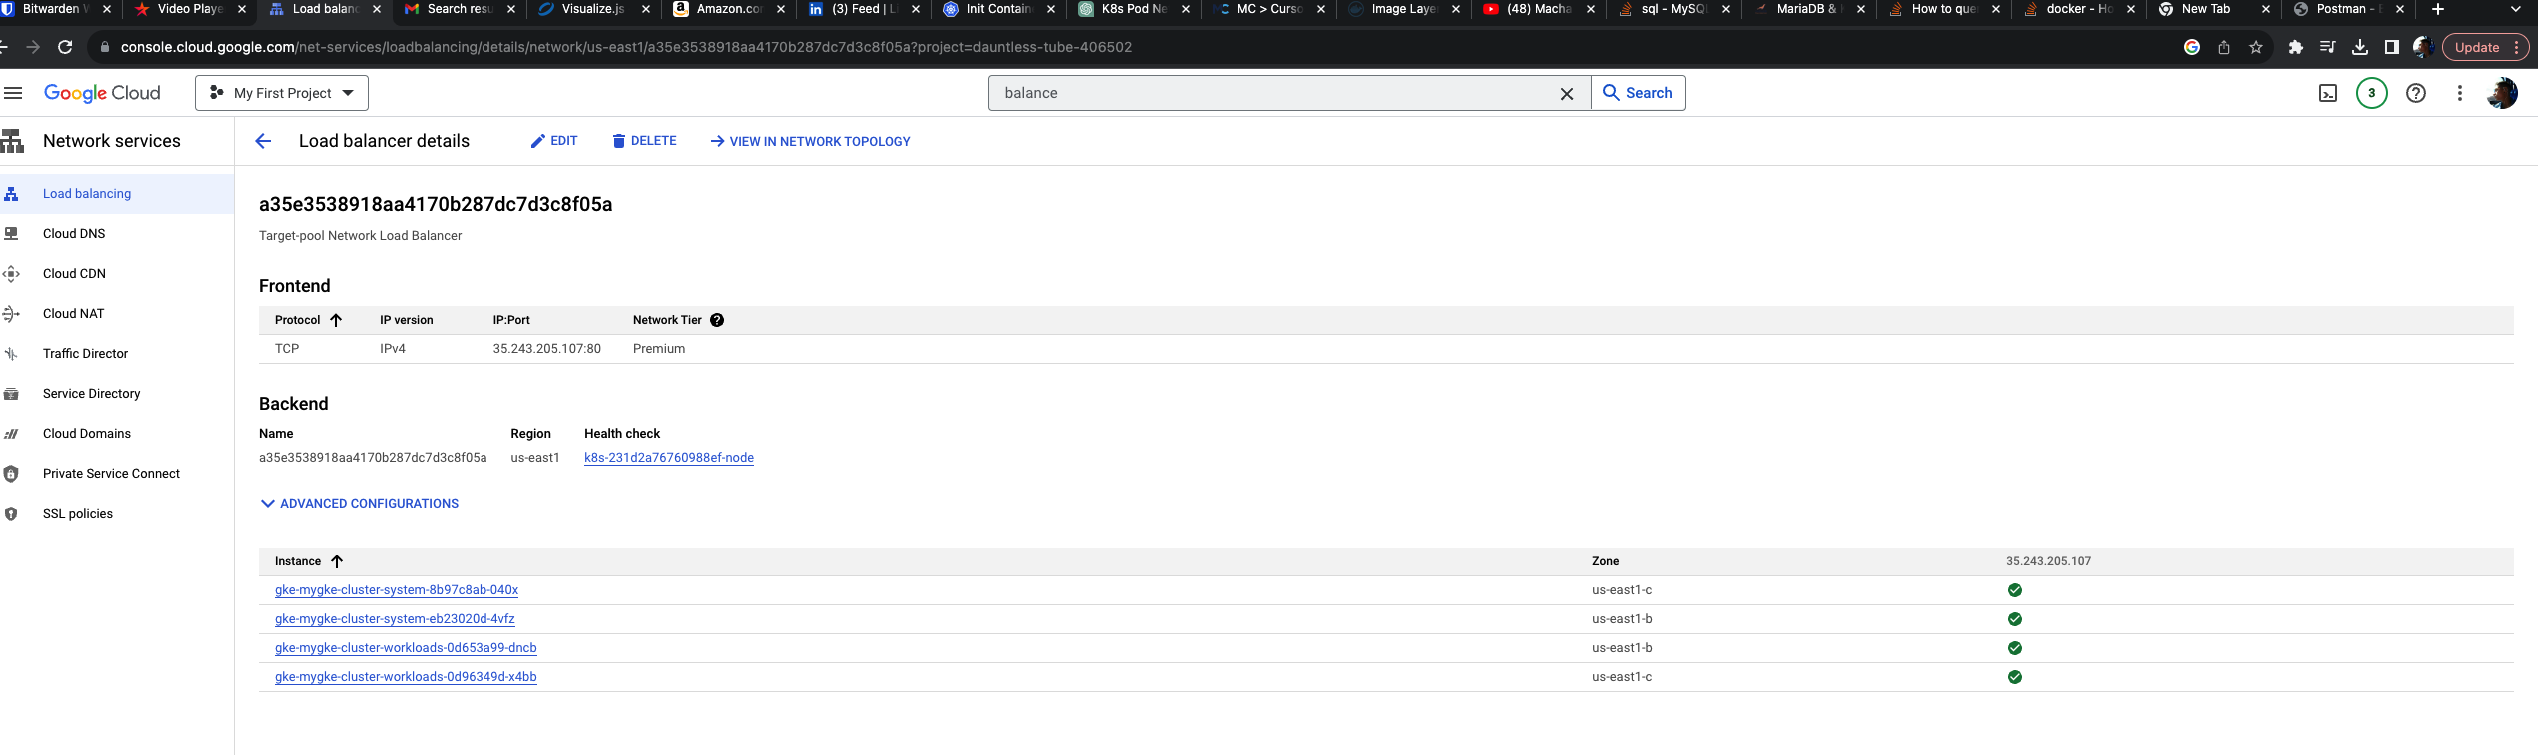 Bitwarden W
Video Playe
Load balanc
Search resu
Visualize.js
Amazon.co
(3) Feed | Li
Init Contain
K8s Pod Ne
MC > Curso
Image Laye
(48) Macha
sql - MySQL
MariaDB &
How to que
docker - Ho
New Tab
Postman -
console.cloud.google.com/net-services/loadbalancing/details/network/us-east1/a35e3538918aa4170b287dc7d3c8f05a?project=dauntless-tube-406502
Update
Google Cloud
My First Project
balance
Search
3
Network services
Load balancer details
EDIT
DELETE
VIEW IN NETWORK TOPOLOGY
Load balancing
Cloud DNS
Cloud CDN
Cloud NAT
Traffic Director
Service Directory
Cloud Domains
Private Service Connect
SSL policies
a35e3538918aa4170b287dc7d3c8f05a
Target-pool Network Load Balancer
Frontend
Protocol IP version IP:Port Network Tier
TCP IPv4 35.243.205.107:80 Premium
Backend
Name Region Health check
a35e3538918aa4170b287dc7d3c8f05a us-east1 k8s-231d2a76760988ef-node
ADVANCED CONFIGURATIONS
Instance Zone 35.243.205.107
gke-mygke-cluster-system-8b97c8ab-040x us-east1-c
gke-mygke-cluster-system-eb23020d-4vfz us-east1-b
gke-mygke-cluster-workloads-0d653a99-dncb us-east1-b
gke-mygke-cluster-workloads-0d96349d-x4bb us-east1-c